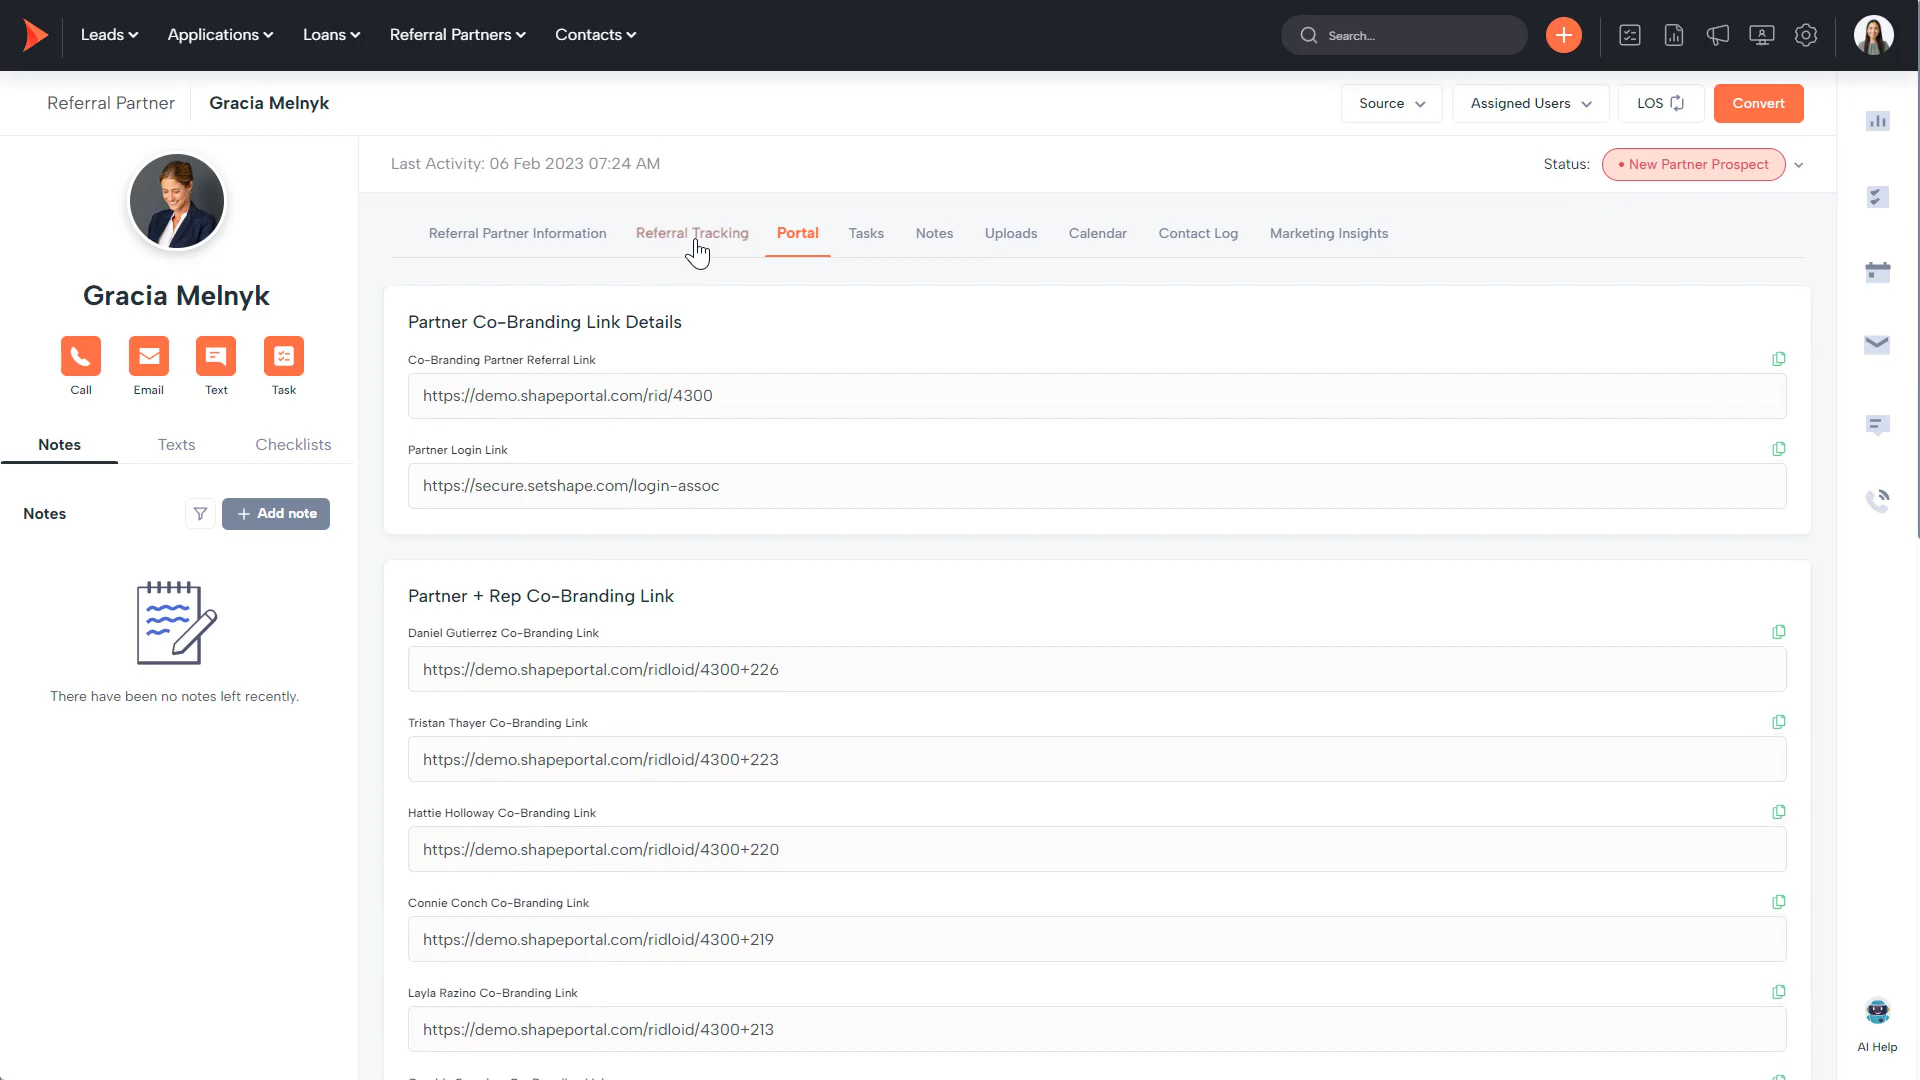 Leads
Applications
Loans
Referral Partners
Contacts
Search...
Referral Partner
Gracia Melnyk
Source
Assigned Users
LOS
Convert
Last Activity: 06 Feb 2023 07:24 AM
Status:
• New Partner Prospect
Referral Partner Information
Referral Tracking
Portal
Tasks
Notes
Uploads
Calendar
Contact Log
Marketing Insights
Gracia Melnyk
Call
Email
Text
Task
Notes
Texts
Checklists
Notes
+ Add note
There have been no notes left recently.
Partner Co-Branding Link Details
Co-Branding Partner Referral Link
https://demo.shapeportal.com/rid/4300
Partner Login Link
https://secure.setshape.com/login-assoc
Partner + Rep Co-Branding Link
Daniel Gutierrez Co-Branding Link
https://demo.shapeportal.com/ridloid/4300+226
Tristan Thayer Co-Branding Link
https://demo.shapeportal.com/ridloid/4300+223
Hattie Holloway Co-Branding Link
https://demo.shapeportal.com/ridloid/4300+220
Connie Conch Co-Branding Link
https://demo.shapeportal.com/ridloid/4300+219
Layla Razino Co-Branding Link
https://demo.shapeportal.com/ridloid/4300+213
AI Help